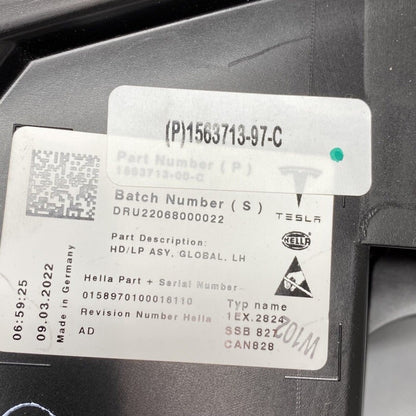 (P)1563713-97-C
Part Number (P)
1563713-00-C
Batch Number (S)
DRU22068000022
TESLA
Part Description:
HD/LP ASY, GLOBAL, LH
HELLA
Hella Part + Serial Number
0158970100016110
Revision Number Hella
AD
Typ name
1EX.2824
SSB 827
CAN828
W102
Made in Germany
09.03.2022
06:59:25